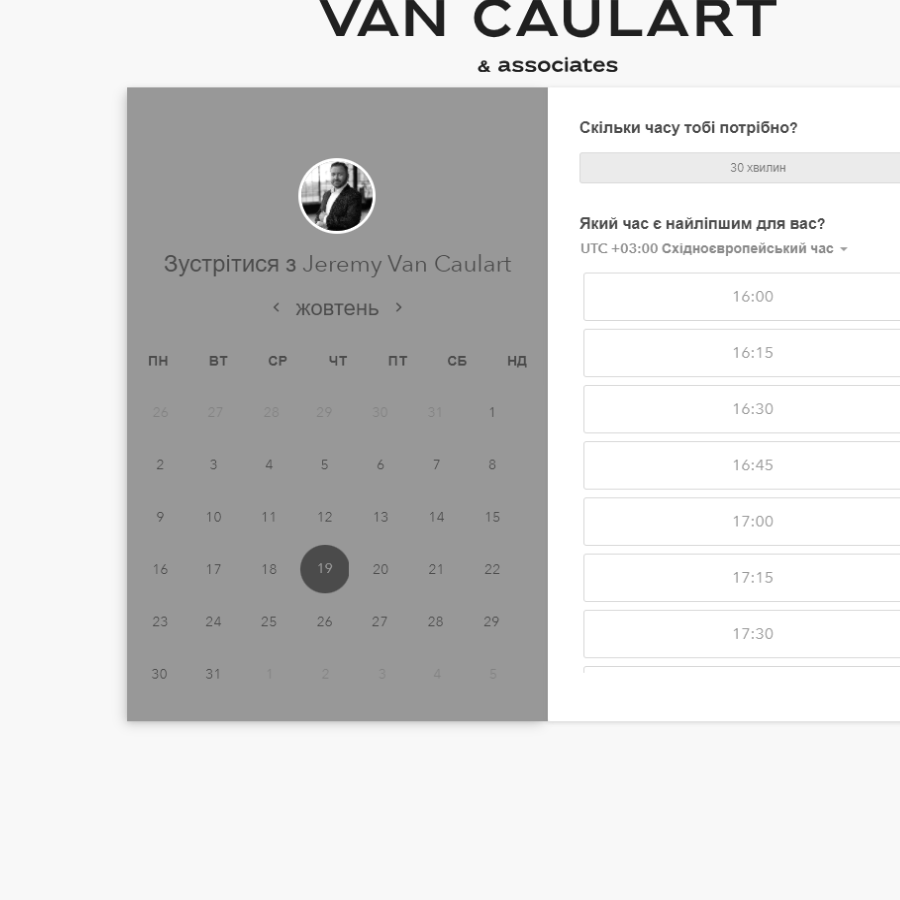 VAN CAULART
& associates
Зустрітися з Jeremy Van Caulart
жовтень
ПН ВТ СР ЧТ ПТ СБ НД
26 27 28 29 30 31 1
2 3 4 5 6 7 8
9 10 11 12 13 14 15
16 17 18 19 20 21 22
23 24 25 26 27 28 29
30 31 1 2 3 4 5
Скільки часу тобі потрібно?
30 хвилин
Який час є найліпшим для вас?
UTC +03:00 Східноєвропейський час
16:00
16:15
16:30
16:45
17:00
17:15
17:30